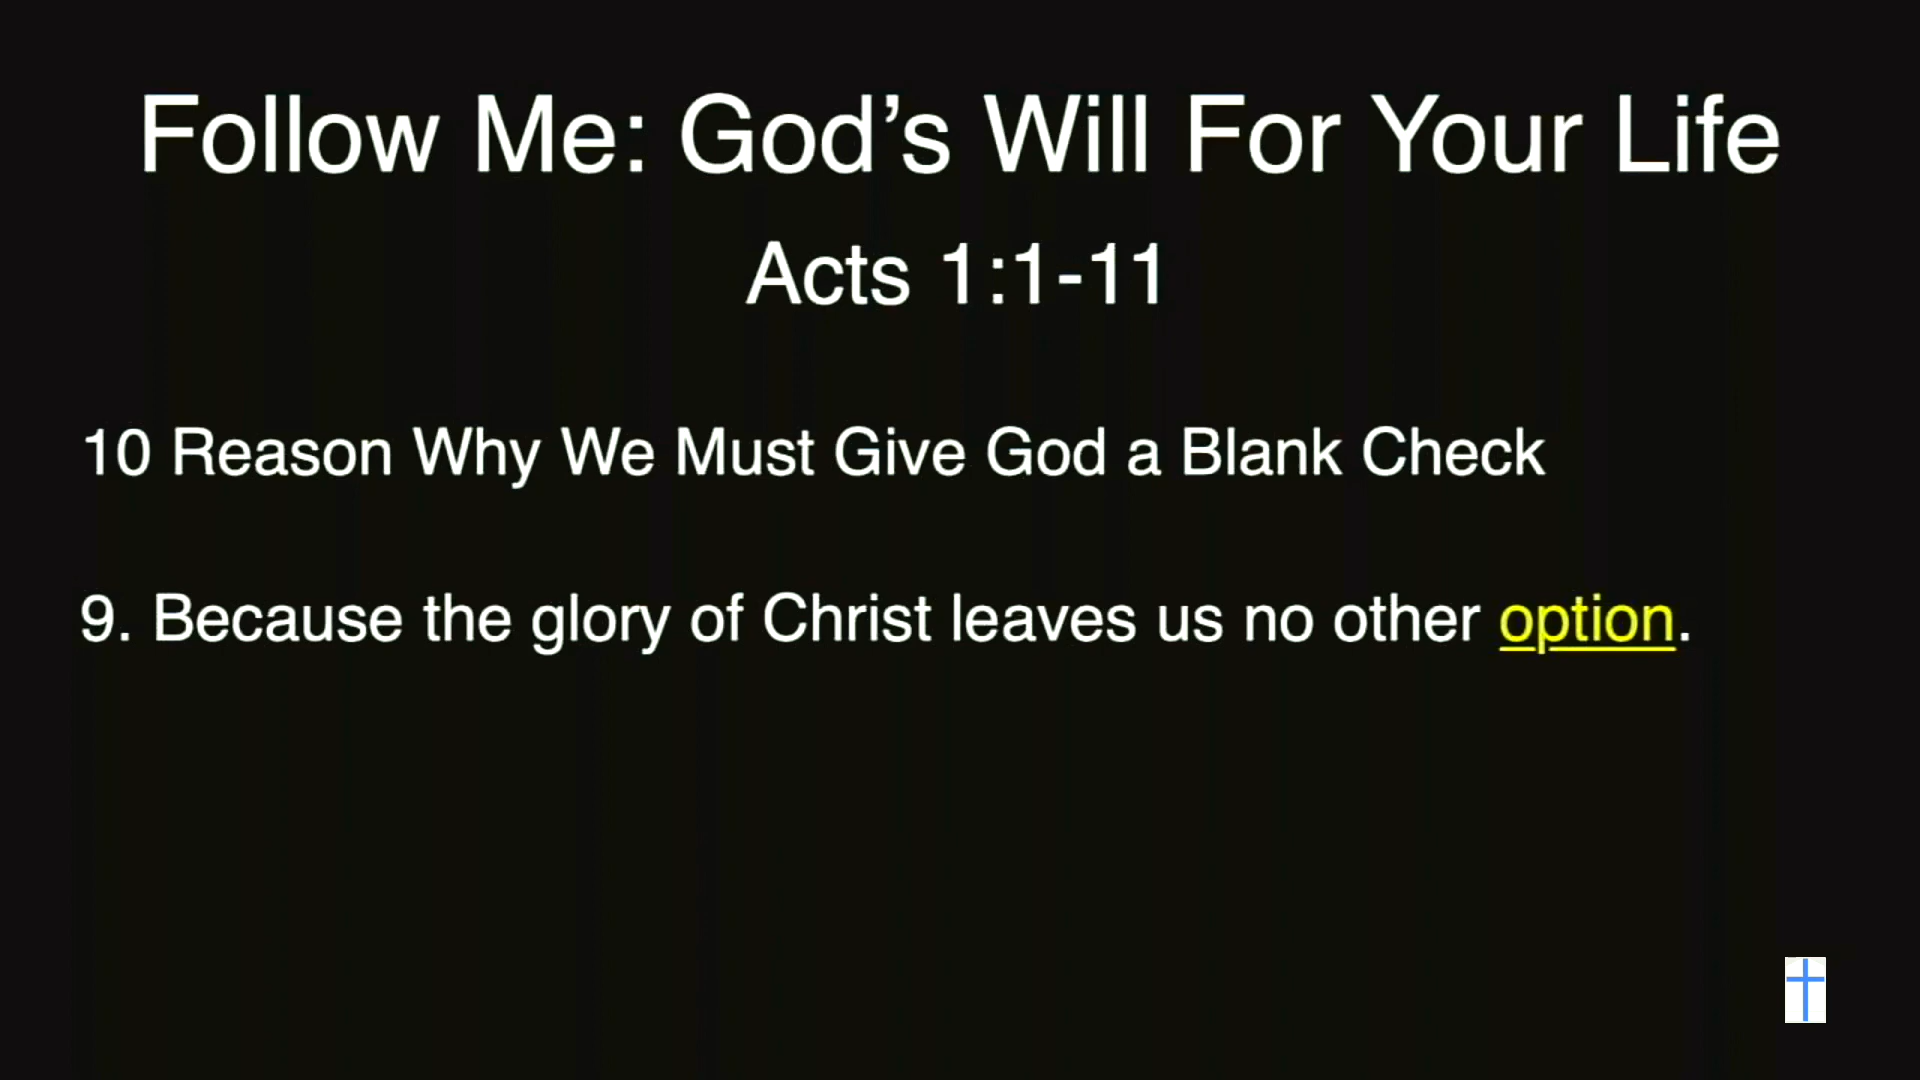 Follow Me: God’s Will For Your Life
Acts 1:1-11
10 Reason Why We Must Give God a Blank Check
9. Because the glory of Christ leaves us no other option.